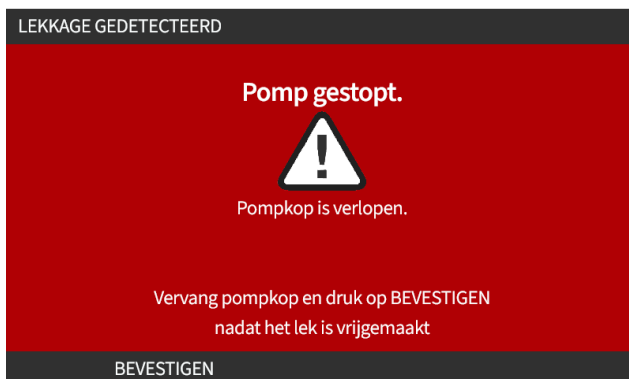 LEKKAGE GEDETECTEERD
Pomp gestopt.
!
Pompkop is verlopen.
Vervang pompkop en druk op BEVESTIGEN
nadat het lek is vrijgemaakt
BEVESTIGEN